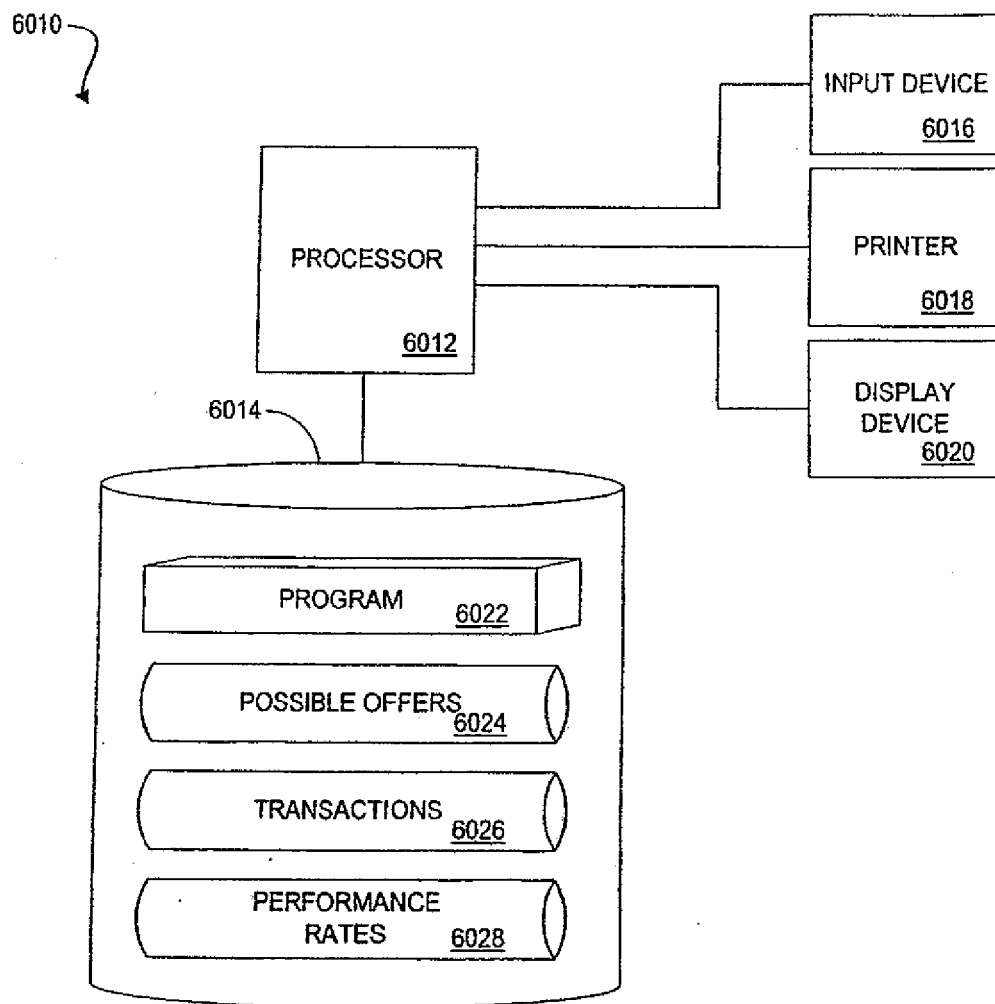 6010
INPUT DEVICE
6016
PROCESSOR
6012
PRINTER
6018
DISPLAY
DEVICE
6020
6014
PROGRAM
6022
POSSIBLE OFFERS
6024
TRANSACTIONS
6026
PERFORMANCE
RATES
6028